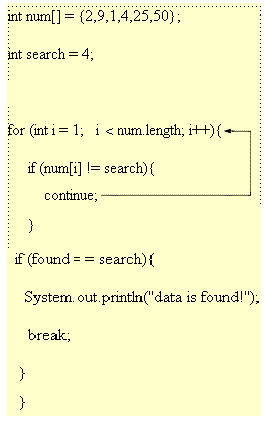 int num[] = {2,9,1,4,25,50};
int search = 4;
for (int i = 1; i < num.length; i++){
if (num[i] != search){
continue;
}
if (found = = search){
System. out.println("data is found!");
break;
}
}